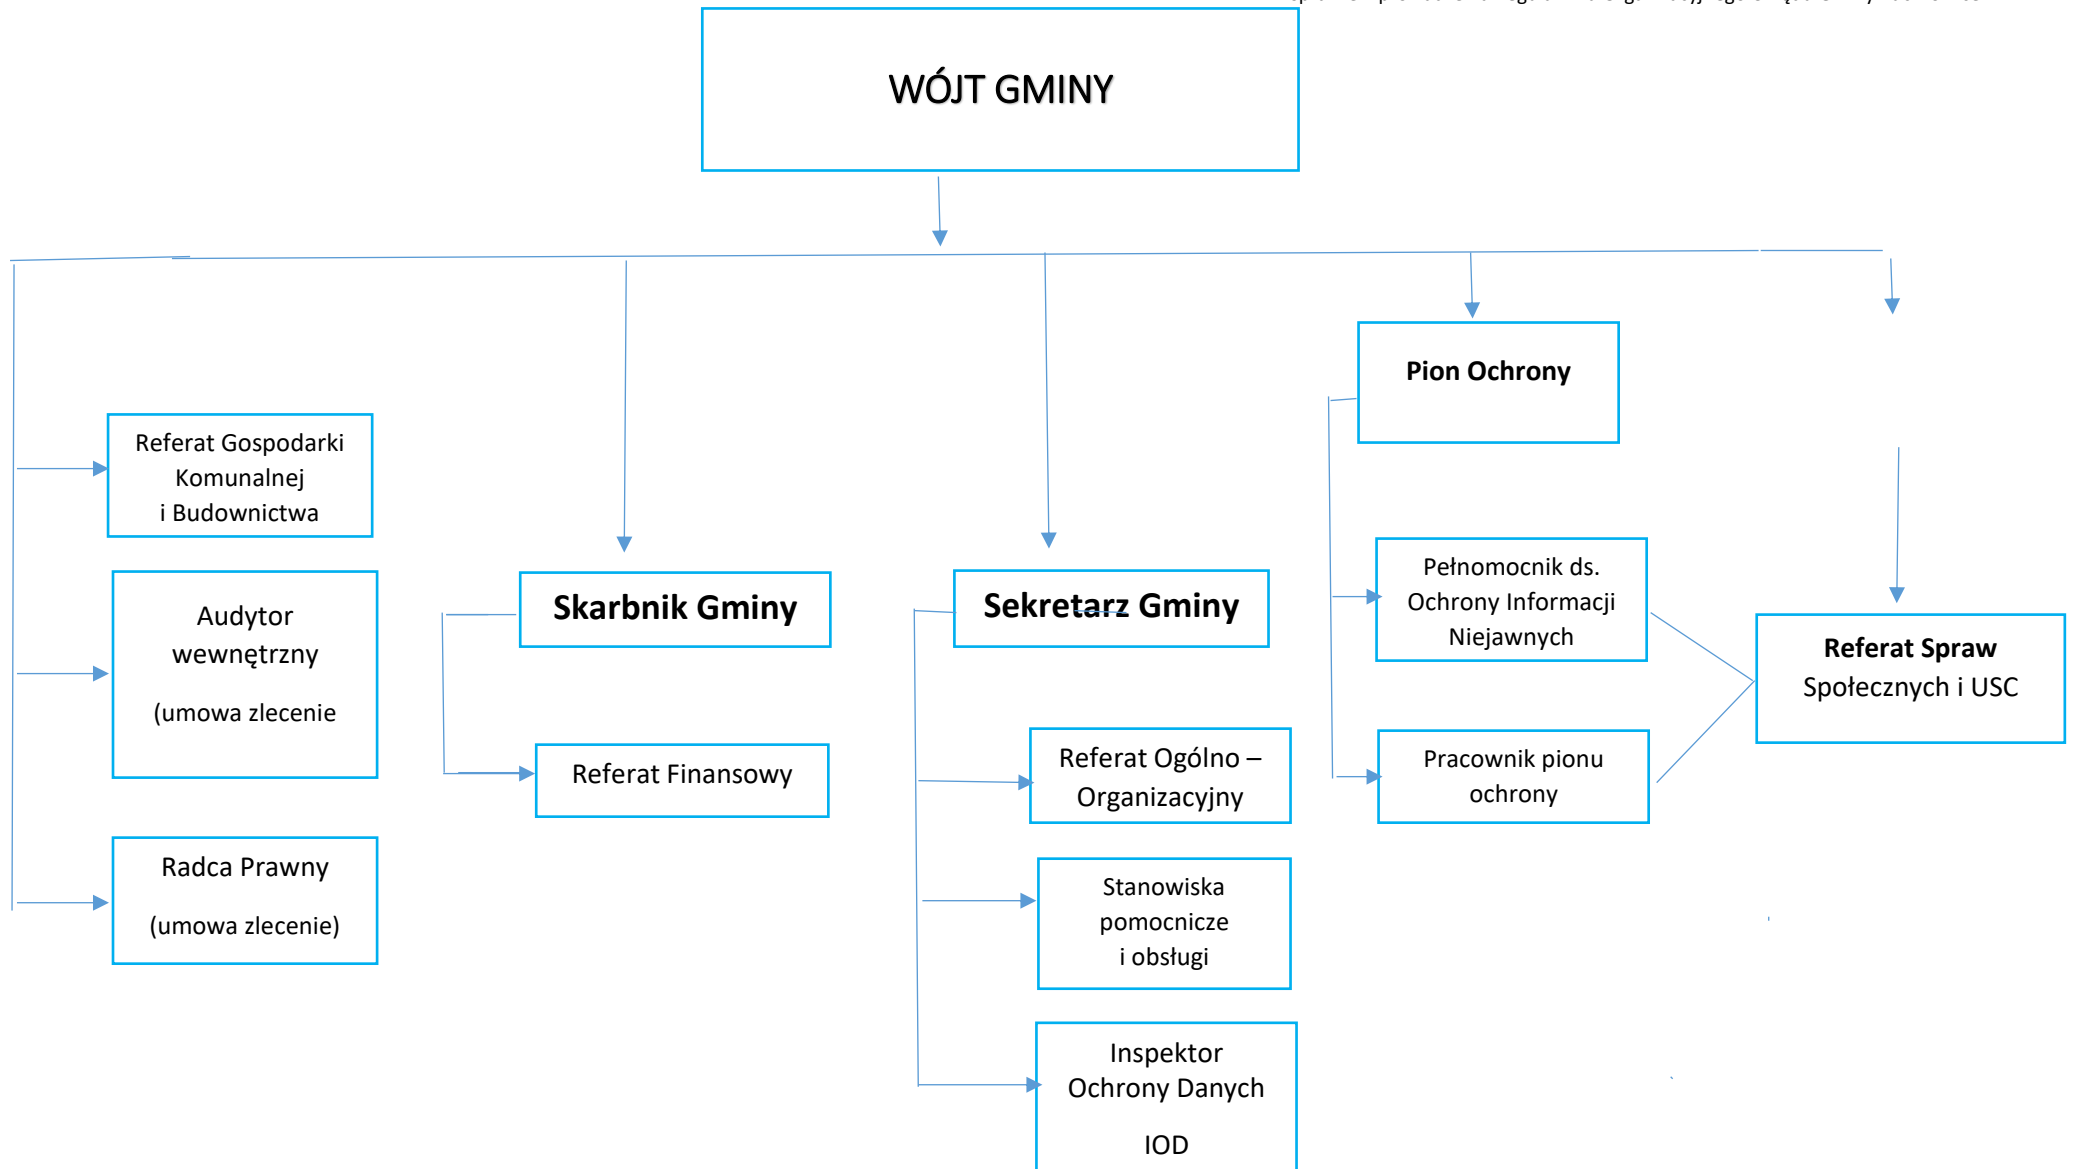 WÓJT GMINY
Pion Ochrony
Referat Gospodarki
Komunalnej
i Budownictwa
Audytor
wewnętrzny
(umowa zlecenie
Radca Prawny
(umowa zlecenie)
Skarbnik Gminy
Referat Finansowy
Sekretarz Gminy
Referat Ogólno –
Organizacyjny
Stanowiska
pomocnicze
i obsługi
Inspektor
Ochrony Danych
IOD
Pełnomocnik ds.
Ochrony Informacji
Niejawnych
Pracownik pionu
ochrony
Referat Spraw
Społecznych i USC